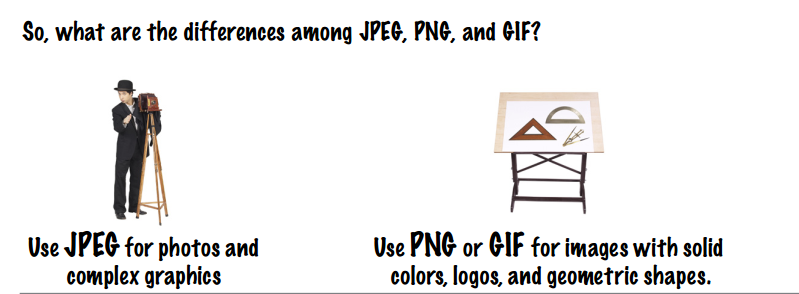 So, what are the differences among JPEG, PNG, and GIF?
Use JPEG for photos and
complex graphics
Use PNG or GIF for images with solid
colors, logos, and geometric shapes.